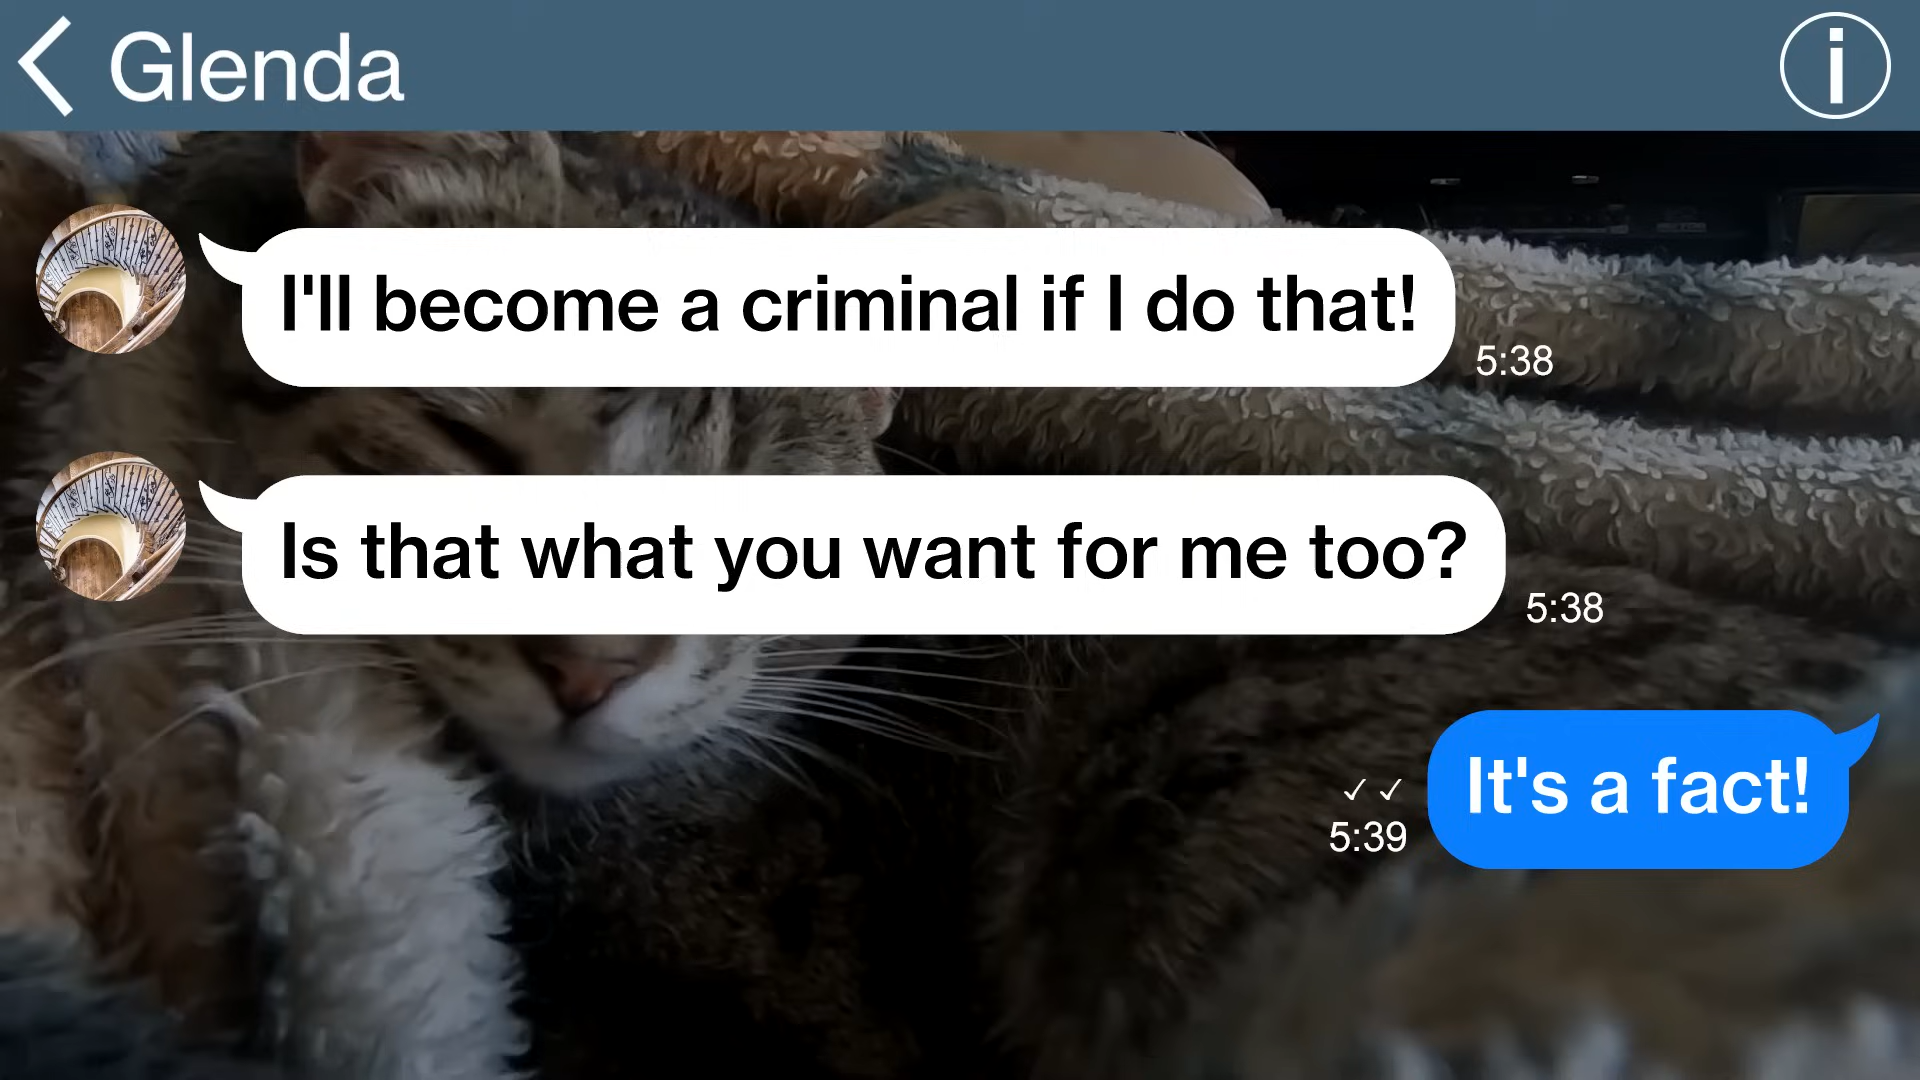 Glenda
I'll become a criminal if I do that!
5:38
Is that what you want for me too?
5:38
It's a fact!
5:39